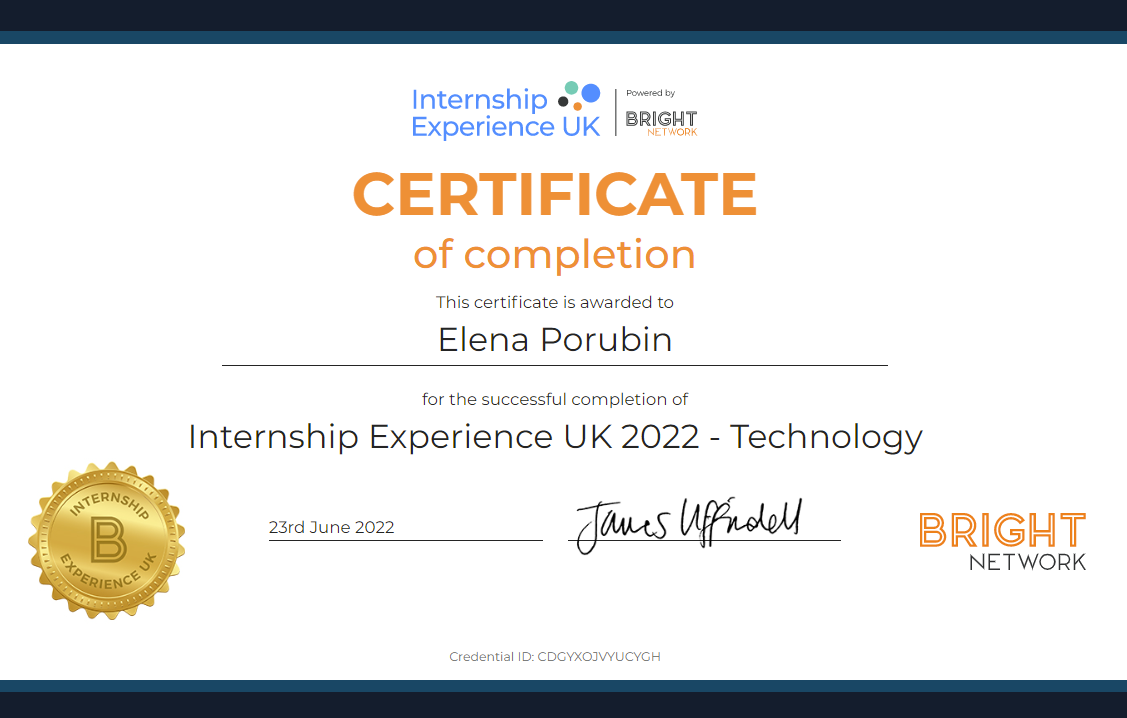 Internship
Experience UK
Powered by
BRIGHT
NETWORK
CERTIFICATE
of completion
This certificate is awarded to
Elena Porubin
for the successful completion of
Internship Experience UK 2022 - Technology
INTERNSHIP
B
EXPERIENCE UK
23rd June 2022
James Uffindell
BRIGHT
NETWORK
Credential ID: CDGYXOJVYUCYGH